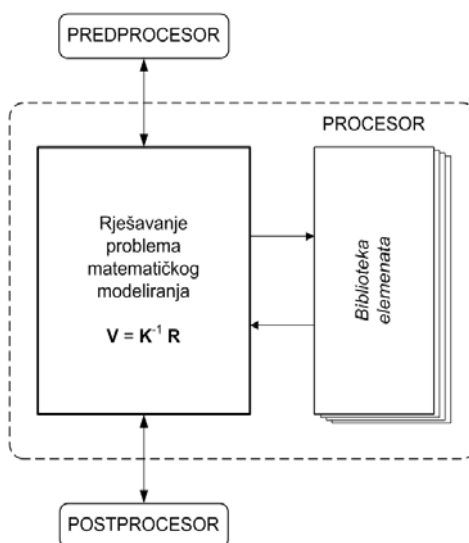 PREDPROCESOR
PROCESOR
Rješavanje
problema
matematičkog
modeliranja
V = K⁻¹ R
Biblioteka
elemenata
POSTPROCESOR